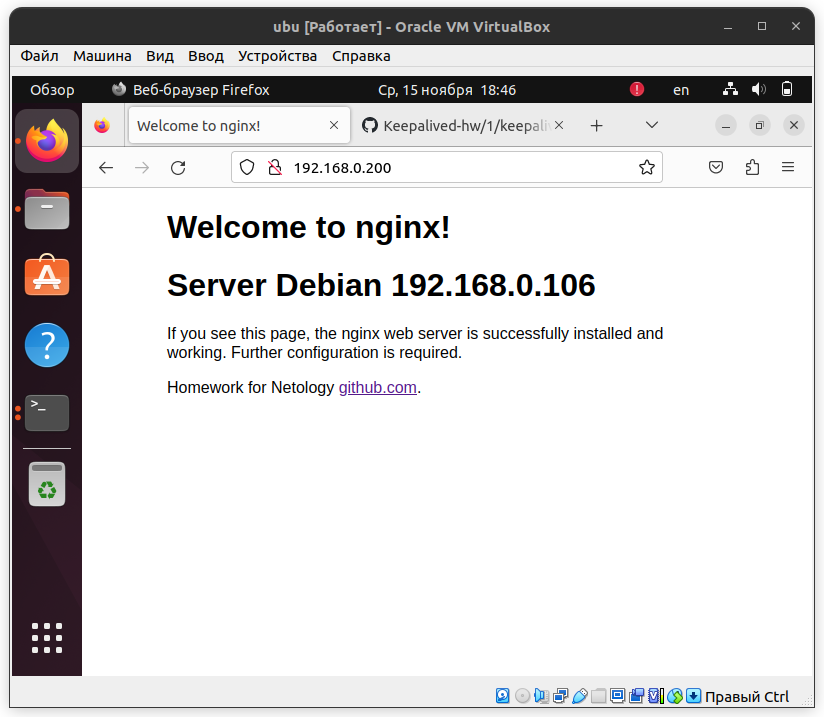 ubu [Работает] - Oracle VM VirtualBox
Файл Машина Вид Ввод Устройства Справка
Обзор Веб-браузер Firefox Ср, 15 ноября 18:46 en
Welcome to nginx! Keepalived-hw/1/keepaliv
192.168.0.200
Welcome to nginx!
Server Debian 192.168.0.106
If you see this page, the nginx web server is successfully installed and
working. Further configuration is required.
Homework for Netology github.com.
Правый Ctrl